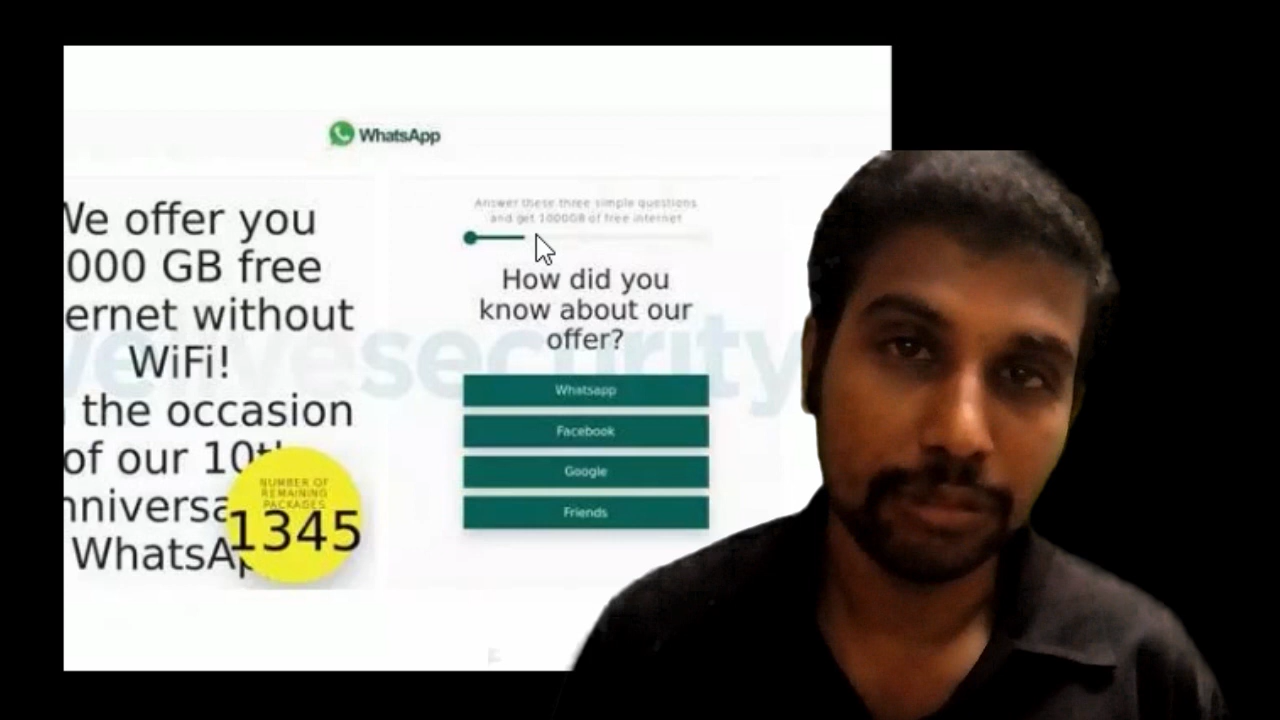 WhatsApp
We offer you
000 GB free
ernet without
WiFi!
the occasion
of our 10t
nniversa
WhatsAp
NUMBER OF
REMAINING
PACKAGES
1345
Answer these three simple questions
and get 1000GB of free internet
How did you
know about our
offer?
Whatsapp
Facebook
Google
Friends
we
welivesecurity